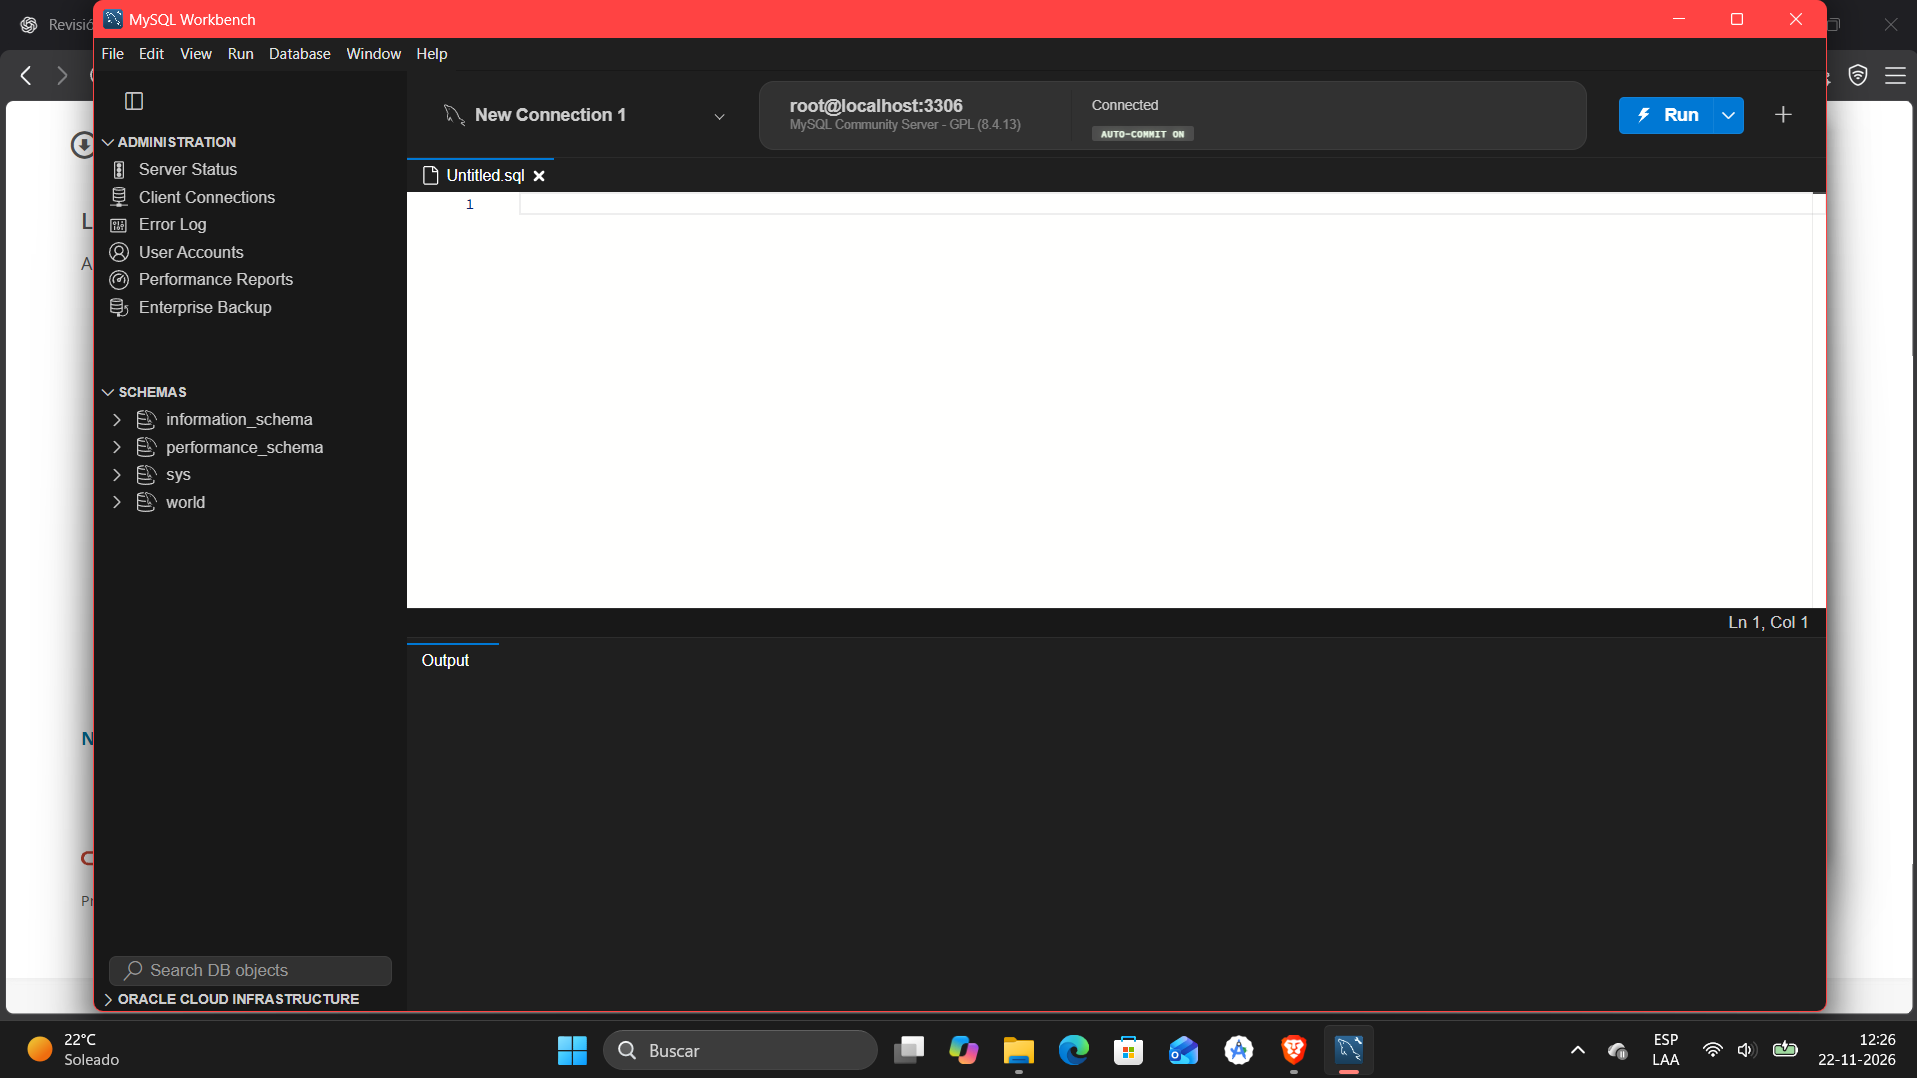 Revisió
MySQL Workbench
File Edit View Run Database Window Help
New Connection 1
root@localhost:3306
MySQL Community Server - GPL (8.4.13)
Connected
AUTO-COMMIT ON
Run
ADMINISTRATION
Server Status
Client Connections
Error Log
User Accounts
Performance Reports
Enterprise Backup
SCHEMAS
information_schema
performance_schema
sys
world
Search DB objects
ORACLE CLOUD INFRASTRUCTURE
Untitled.sql
1
Ln 1, Col 1
Output
L
A
N
C
Pr
22°C
Soleado
Buscar
ESP
LAA
12:26
22-11-2026